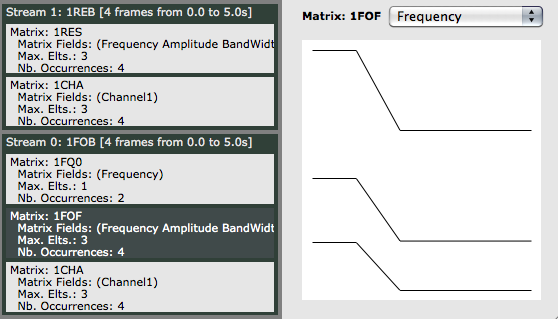 Stream 1: 1REB [4 frames from 0.0 to 5.0s]
Matrix: 1RES
Matrix Fields: (Frequency Amplitude BandWidt
Max. Elts.: 3
Nb. Occurrences: 4
Matrix: 1CHA
Matrix Fields: (Channel1)
Max. Elts.: 3
Nb. Occurrences: 4
Stream 0: 1FOB [4 frames from 0.0 to 5.0s]
Matrix: 1FQ0
Matrix Fields: (Frequency)
Max. Elts.: 1
Nb. Occurrences: 2
Matrix: 1FOF
Matrix Fields: (Frequency Amplitude BandWidt
Max. Elts.: 3
Nb. Occurrences: 4
Matrix: 1CHA
Matrix Fields: (Channel1)
Max. Elts.: 3
Nb. Occurrences: 4
Matrix: 1FOF Frequency